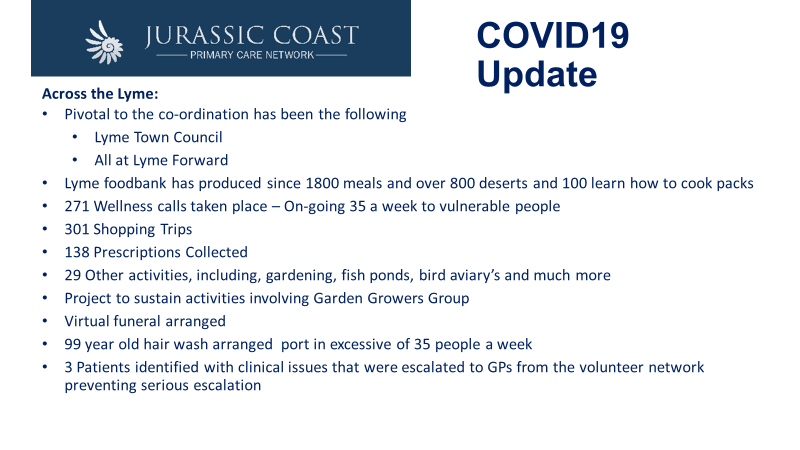 JURASSIC COAST
PRIMARY CARE NETWORK
COVID19
Update
Across the Lyme:
• Pivotal to the co-ordination has been the following
• Lyme Town Council
• All at Lyme Forward
• Lyme foodbank has produced since 1800 meals and over 800 deserts and 100 learn how to cook packs
• 271 Wellness calls taken place – On-going 35 a week to vulnerable people
• 301 Shopping Trips
• 138 Prescriptions Collected
• 29 Other activities, including, gardening, fish ponds, bird aviary’s and much more
• Project to sustain activities involving Garden Growers Group
• Virtual funeral arranged
• 99 year old hair wash arranged  port in excessive of 35 people a week
• 3 Patients identified with clinical issues that were escalated to GPs from the volunteer network
preventing serious escalation